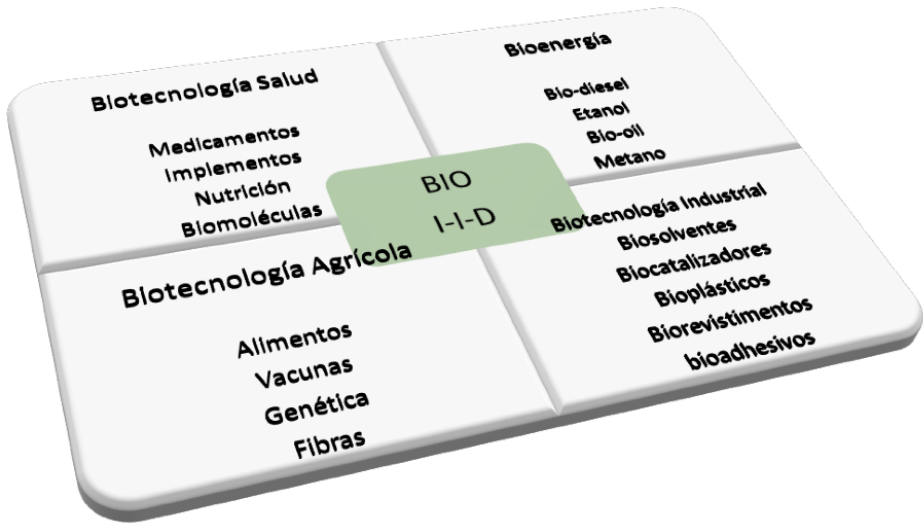 Biotecnología Salud
Medicamentos
Implementos
Nutrición
Biomoléculas
Bioenergía
Bio-diesel
Etanol
Bio-oil
Metano
BIO
I-I-D
Biotecnología Agrícola
Alimentos
Vacunas
Genética
Fibras
Biotecnología Industrial
Biosolventes
Biocatalizadores
Bioplásticos
Biorevistimentos
bioadhesivos